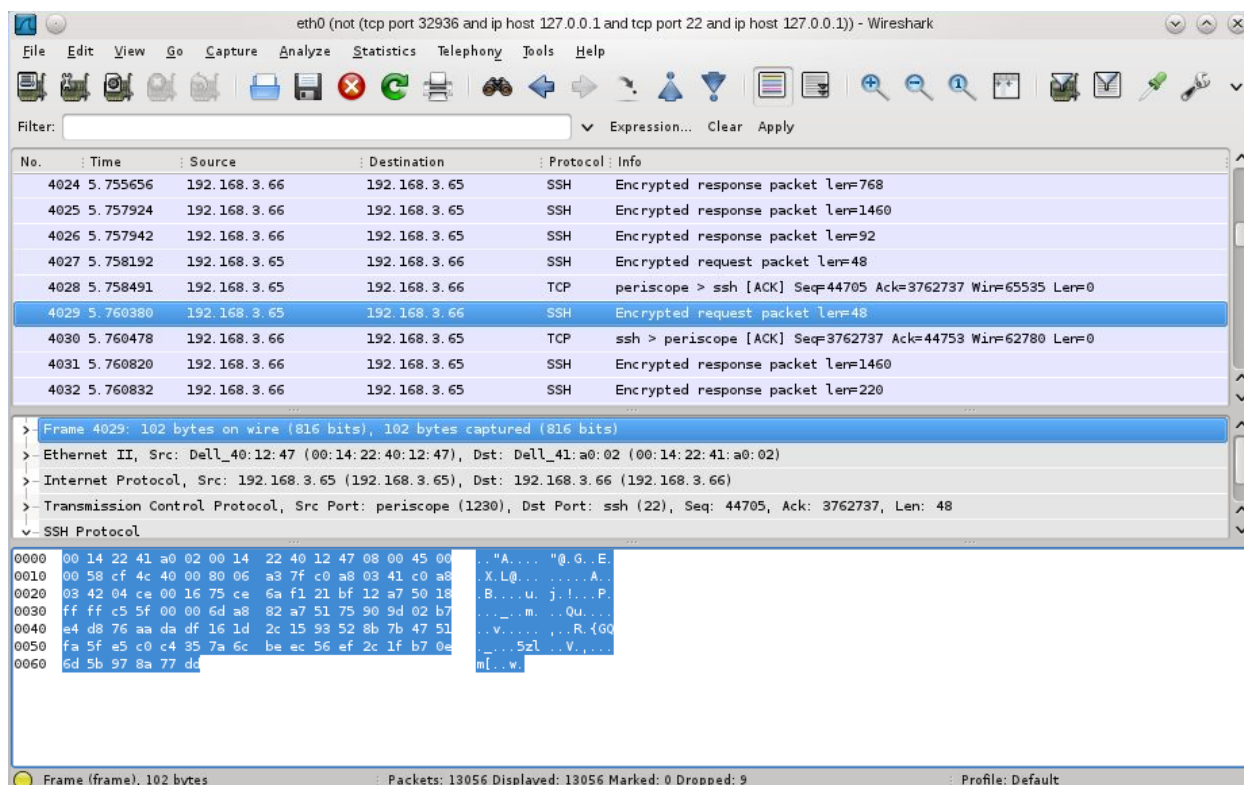 eth0 (not (tcp port 32936 and ip host 127.0.0.1 and tcp port 22 and ip host 127.0.0.1)) - Wireshark
File Edit View Go Capture Analyze Statistics Telephony Tools Help
Filter: Expression... Clear Apply
No. Time Source Destination Protocol Info
4024 5.755656 192.168.3.66 192.168.3.65 SSH Encrypted response packet len=768
4025 5.757924 192.168.3.66 192.168.3.65 SSH Encrypted response packet len=1460
4026 5.757942 192.168.3.66 192.168.3.65 SSH Encrypted response packet len=92
4027 5.758192 192.168.3.65 192.168.3.66 SSH Encrypted request packet len=48
4028 5.758491 192.168.3.65 192.168.3.66 TCP periscope > ssh [ACK] Seq=44705 Ack=3762737 Win=65535 Len=0
4029 5.760380 192.168.3.65 192.168.3.66 SSH Encrypted request packet len=48
4030 5.760478 192.168.3.66 192.168.3.65 TCP ssh > periscope [ACK] Seq=3762737 Ack=44753 Win=62780 Len=0
4031 5.760820 192.168.3.66 192.168.3.65 SSH Encrypted response packet len=1460
4032 5.760832 192.168.3.66 192.168.3.65 SSH Encrypted response packet len=220
Frame 4029: 102 bytes on wire (816 bits), 102 bytes captured (816 bits)
Ethernet II, Src: Dell_40:12:47 (00:14:22:40:12:47), Dst: Dell_41:a0:02 (00:14:22:41:a0:02)
Internet Protocol, Src: 192.168.3.65 (192.168.3.65), Dst: 192.168.3.66 (192.168.3.66)
Transmission Control Protocol, Src Port: periscope (1230), Dst Port: ssh (22), Seq: 44705, Ack: 3762737, Len: 48
SSH Protocol
0000 00 14 22 41 a0 02 00 14 22 40 12 47 08 00 45 00 .."A.... "@.G..E.
0010 00 58 cf 4c 40 00 80 06 a3 7f c0 a8 03 41 c0 a8 .X.L@... .....A..
0020 03 42 04 ce 00 16 75 ce 6a f1 21 bf 12 a7 50 18 .B....u. j.!...P.
0030 ff ff c5 5f 00 00 6d a8 82 a7 51 75 90 9d 02 b7 ..._..m. ..Qu....
0040 e4 d8 76 aa da df 16 1d 2c 15 93 52 8b 7b 47 51 ..v..... ,..R.{GQ
0050 fa 5f e5 c0 c4 35 7a 6c be ec 56 ef 2c 1f b7 0e ._...5zl ..V.,...
0060 6d 5b 97 8a 77 dd m[..w.
Frame (frame), 102 bytes Packets: 13056 Displayed: 13056 Marked: 0 Dropped: 9 Profile: Default